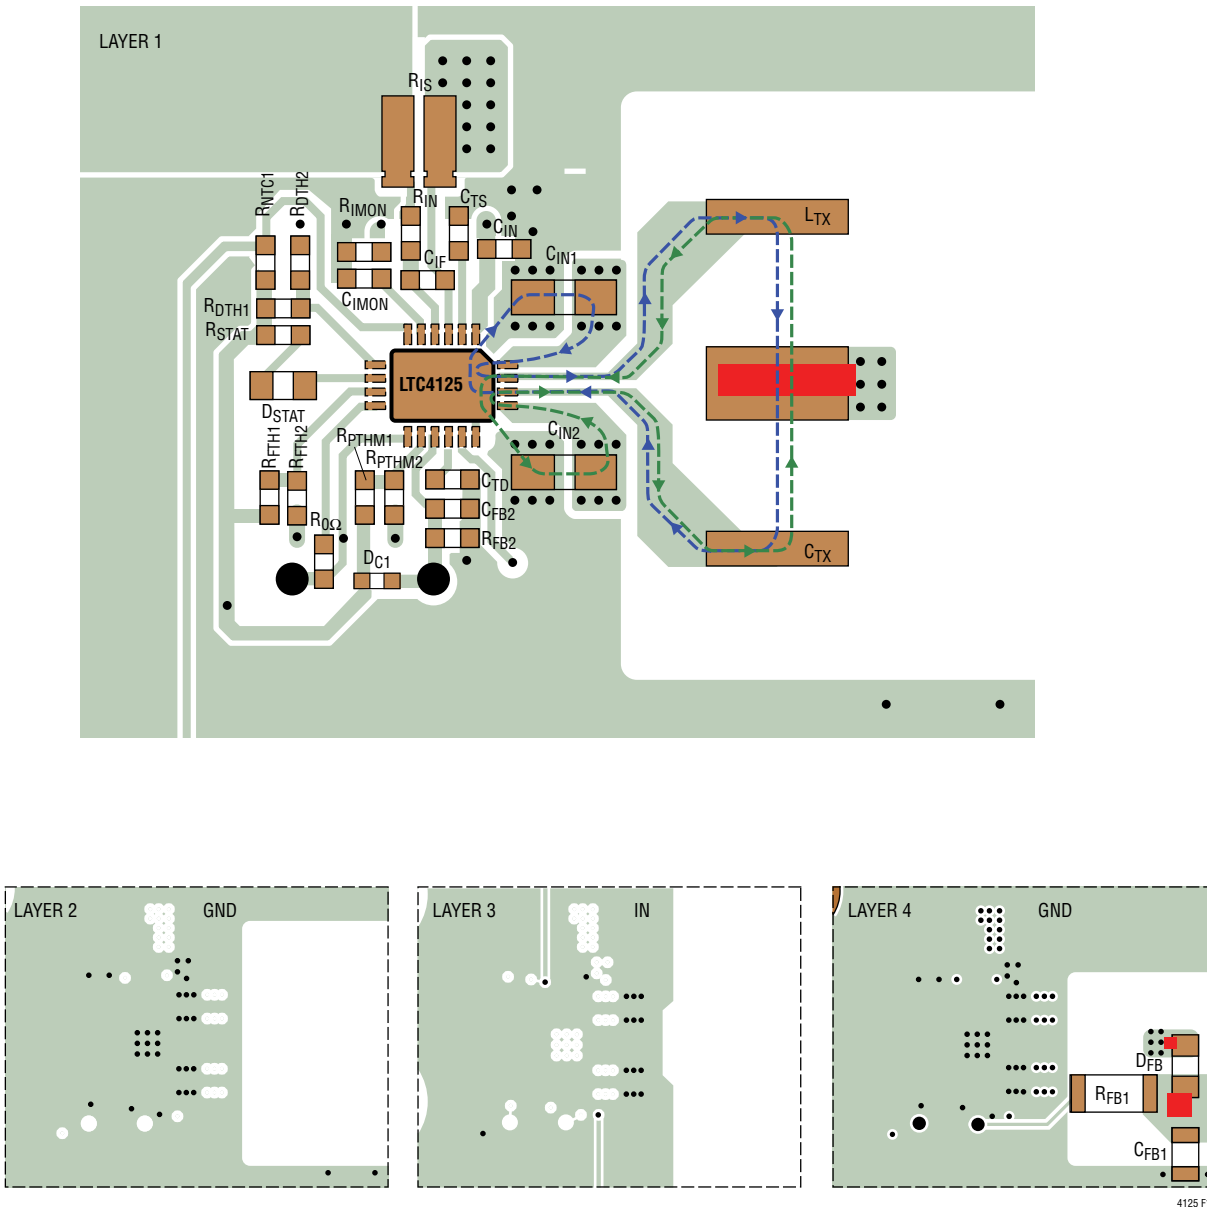 LAYER 1
RIS
RNTC1
RDTH2
RIMON
RIN
CTS
CIN
LTX
CIF
CIN1
CIMON
RDTH1
RSTAT
LTC4125
DSTAT
RFTH1
RFTH2
RPTHM1
RPTHM2
CIN2
CTD
CFB2
R0Ω
RFB2
DC1
CTX
LAYER 2
GND
LAYER 3
IN
LAYER 4
GND
DFB
RFB1
CFB1
4125